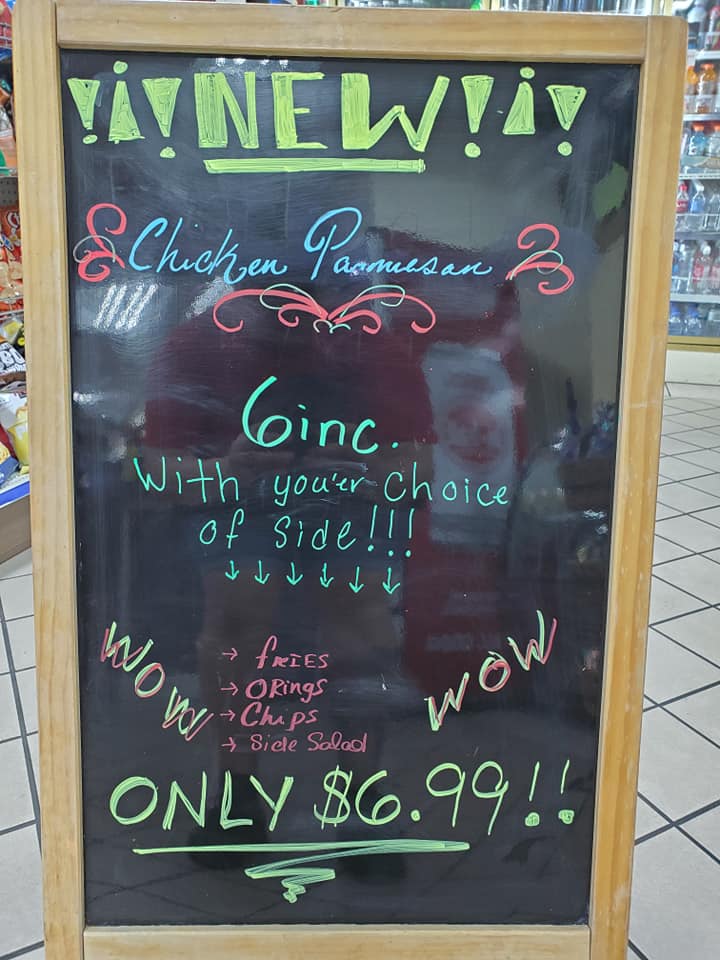 !¡!NEW!¡!
Chicken Parmesan
6inc.
With you'er choice
of side!!!
↓↓↓↓↓↓
WOW
WOW
→ fRIES
→ ORings
→ Chips
→ Side Salad
ONLY $6.99!!